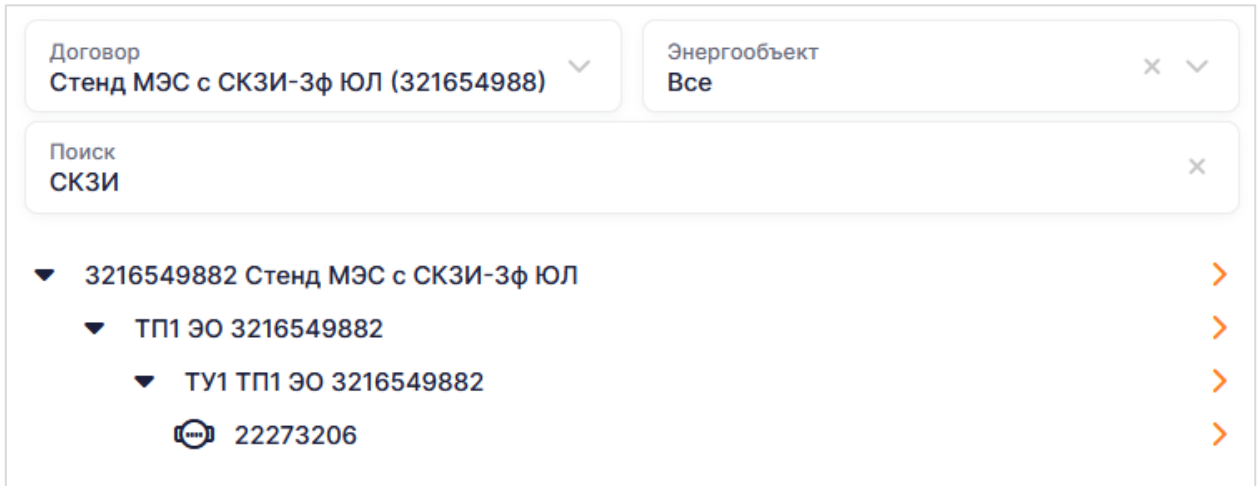 Договор
Стенд МЭС с СКЗИ-3ф ЮЛ (321654988)
Энергообъект
Все
Поиск
СКЗИ
3216549882 Стенд МЭС с СКЗИ-3ф ЮЛ
ТП1 ЭО 3216549882
ТУ1 ТП1 ЭО 3216549882
22273206